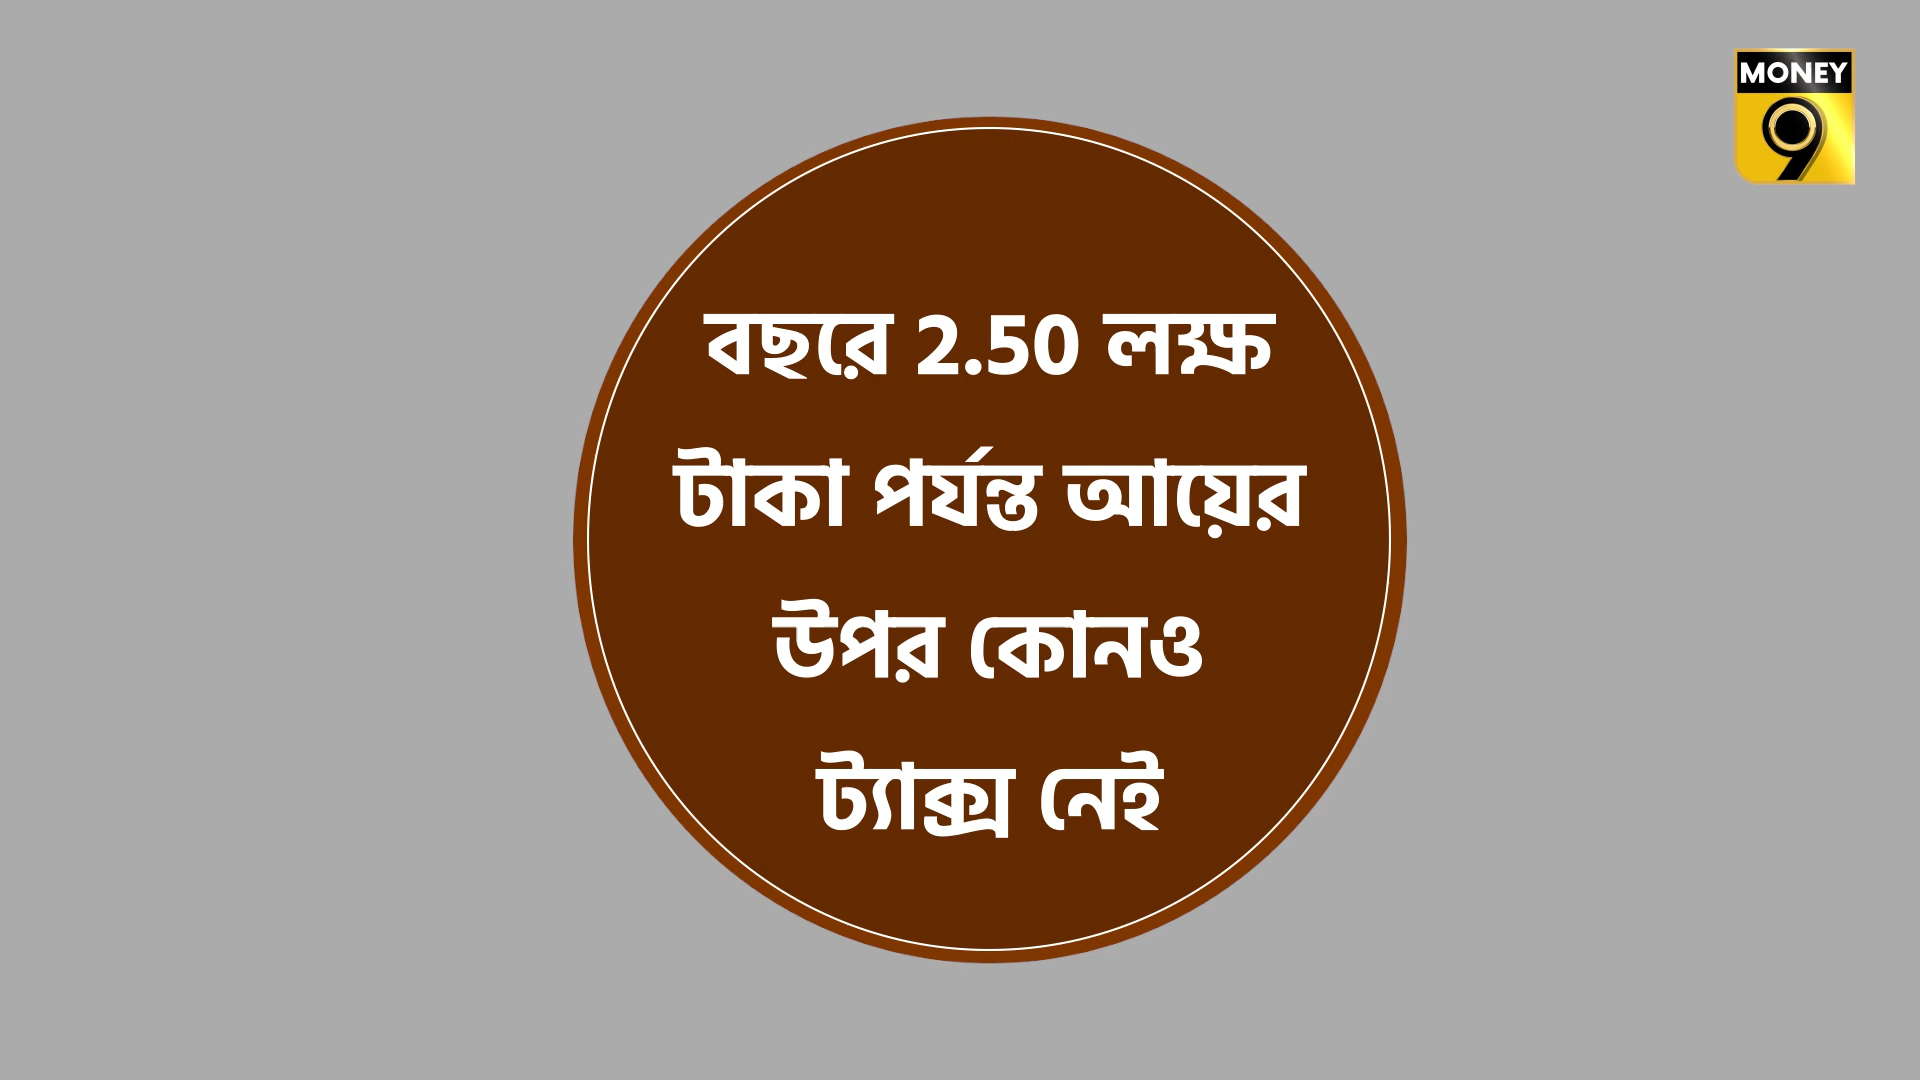 MONEY
9
বছরে 2.50 লক্ষ
টাকা পর্যন্ত আয়ের
উপর কোনও
ট্যাক্স নেই